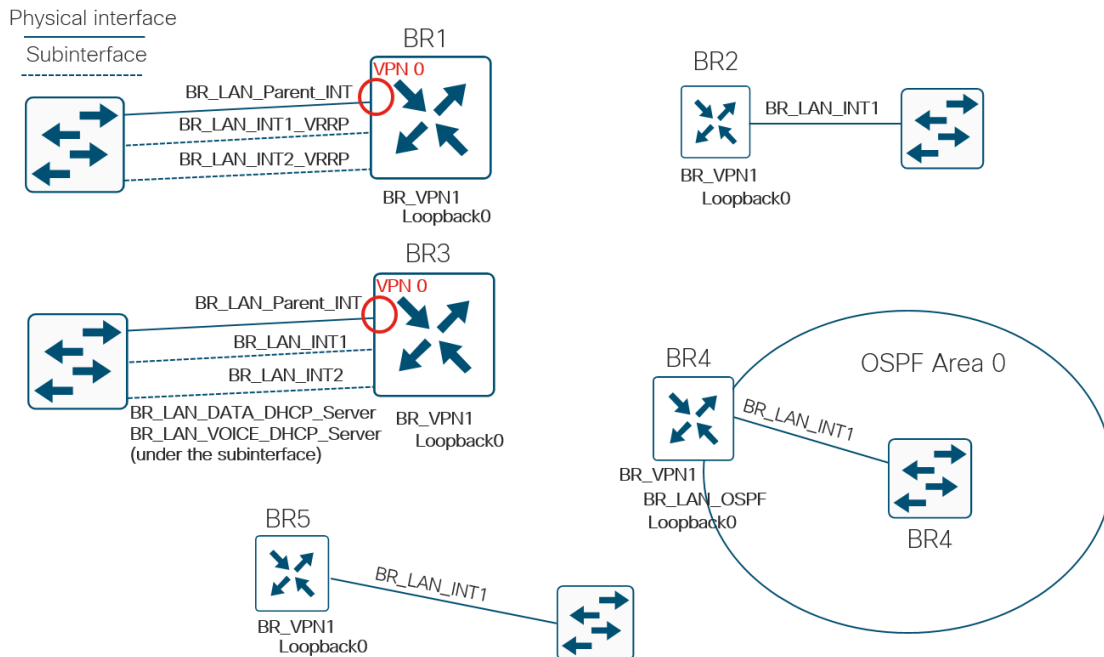 Physical interface
Subinterface
BR1
VPN 0
BR_LAN_Parent_INT
BR_LAN_INT1_VRRP
BR_LAN_INT2_VRRP
BR_VPN1
Loopback0
BR2
BR_LAN_INT1
BR_VPN1
Loopback0
BR3
VPN 0
BR_LAN_Parent_INT
BR_LAN_INT1
BR_LAN_INT2
BR_LAN_DATA_DHCP_Server
BR_LAN_VOICE_DHCP_Server
(under the subinterface)
BR_VPN1
Loopback0
BR4
OSPF Area 0
BR_LAN_INT1
BR_VPN1
BR_LAN_OSPF
Loopback0
BR4
BR5
BR_LAN_INT1
BR_VPN1
Loopback0